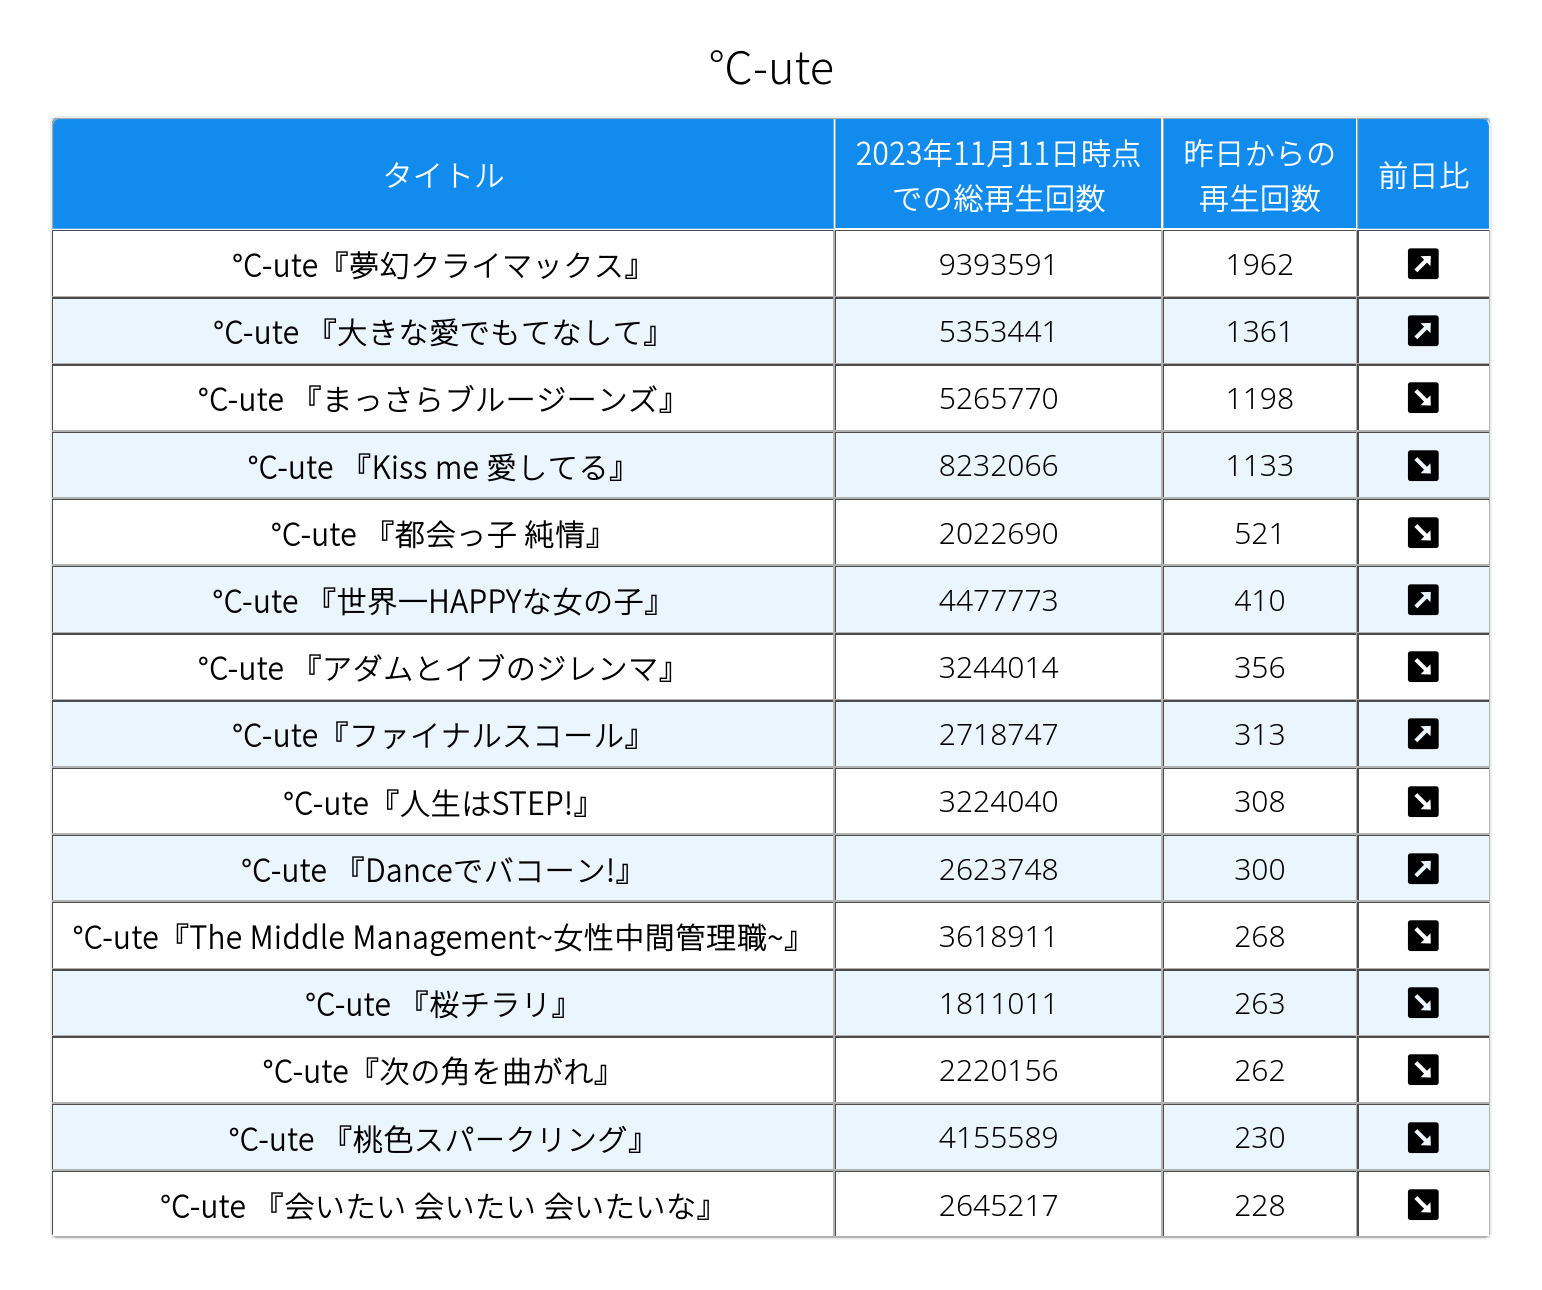 °C-ute
タイトル 2023年11月11日時点 昨日からの 前日比
での総再生回数 再生回数
°C-ute『夢幻クライマックス』 9393591 1962
°C-ute 『大きな愛でもてなして』 5353441 1361
°C-ute 『まっさらブルージーンズ』 5265770 1198
°C-ute 『Kiss me 愛してる』 8232066 1133
°C-ute 『都会っ子 純情』 2022690 521
°C-ute 『世界一HAPPYな女の子』 4477773 410
°C-ute 『アダムとイブのジレンマ』 3244014 356
°C-ute『ファイナルスコール』 2718747 313
°C-ute『人生はSTEP!』 3224040 308
°C-ute 『Danceでバコーン!』 2623748 300
°C-ute『The Middle Management~女性中間管理職~』 3618911 268
°C-ute 『桜チラリ』 1811011 263
°C-ute『次の角を曲がれ』 2220156 262
°C-ute 『桃色スパークリング』 4155589 230
°C-ute 『会いたい 会いたい 会いたいな』 2645217 228